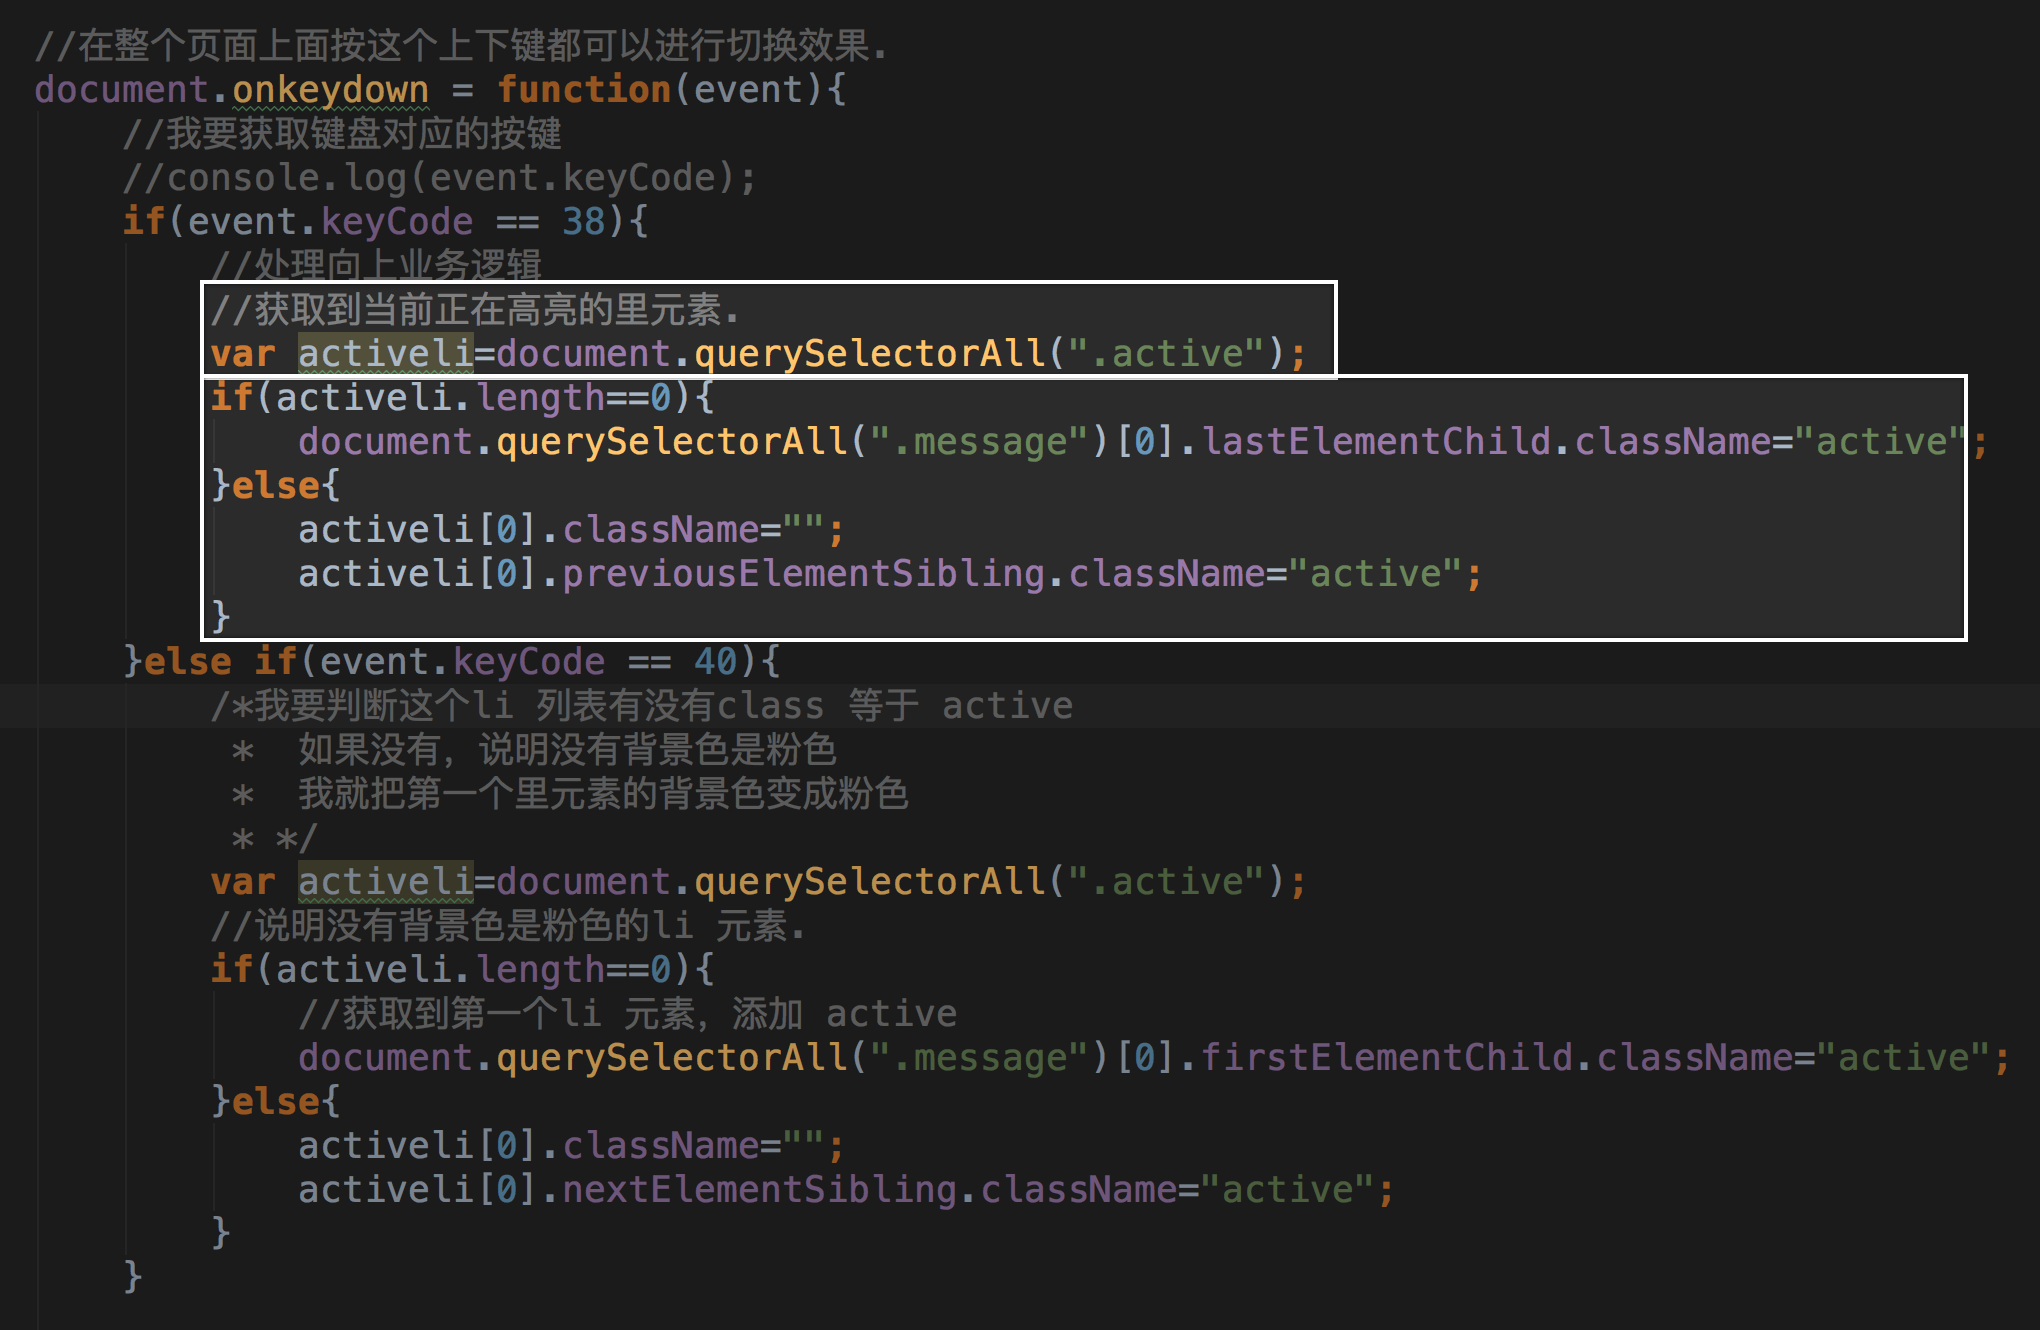 //在整个页面上面按这个上下键都可以进行切换效果.
document.onkeydown = function(event){
//我要获取键盘对应的按键
//console.log(event.keyCode);
if(event.keyCode == 38){
//处理向上业务逻辑
//获取到当前正在高亮的里元素.
var activeli=document.querySelectorAll(".active");
if(activeli.length==0){
document.querySelectorAll(".message")[0].lastElementChild.className="active";
}else{
activeli[0].className="";
activeli[0].previousElementSibling.className="active";
}
}else if(event.keyCode == 40){
/*我要判断这个li 列表有没有class 等于 active
* 如果没有，说明没有背景色是粉色
* 我就把第一个里元素的背景色变成粉色
* */
var activeli=document.querySelectorAll(".active");
//说明没有背景色是粉色的li 元素.
if(activeli.length==0){
//获取到第一个li 元素，添加 active
document.querySelectorAll(".message")[0].firstElementChild.className="active";
}else{
activeli[0].className="";
activeli[0].nextElementSibling.className="active";
}
}